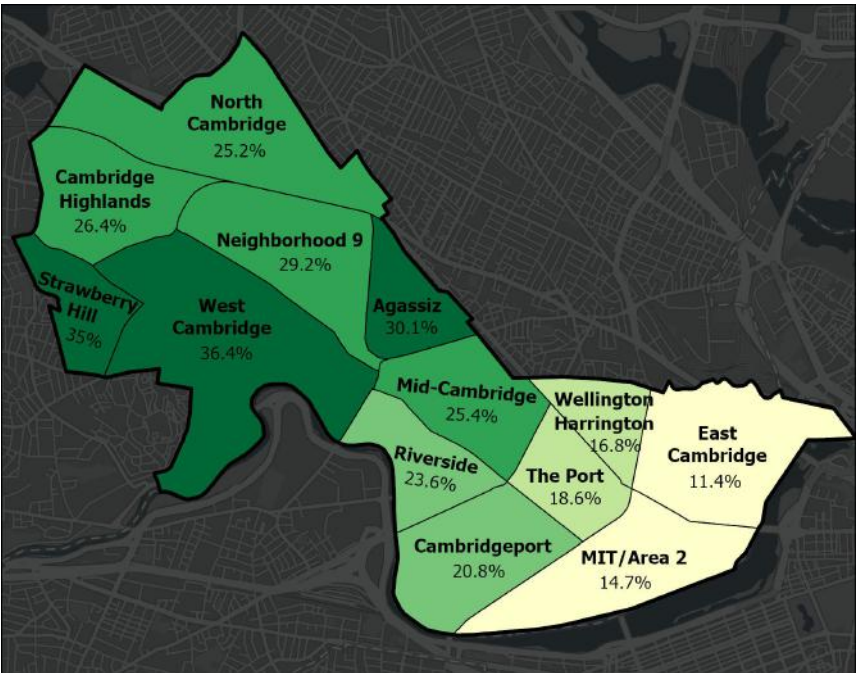 North
Cambridge
25.2%
Cambridge
Highlands
26.4%
Neighborhood 9
29.2%
Strawberry
Hill
35%
West
Cambridge
36.4%
Agassiz
30.1%
Mid-Cambridge
25.4%
Wellington
Harrington
16.8%
East
Cambridge
11.4%
Riverside
23.6%
The Port
18.6%
Cambridgeport
20.8%
MIT/Area 2
14.7%